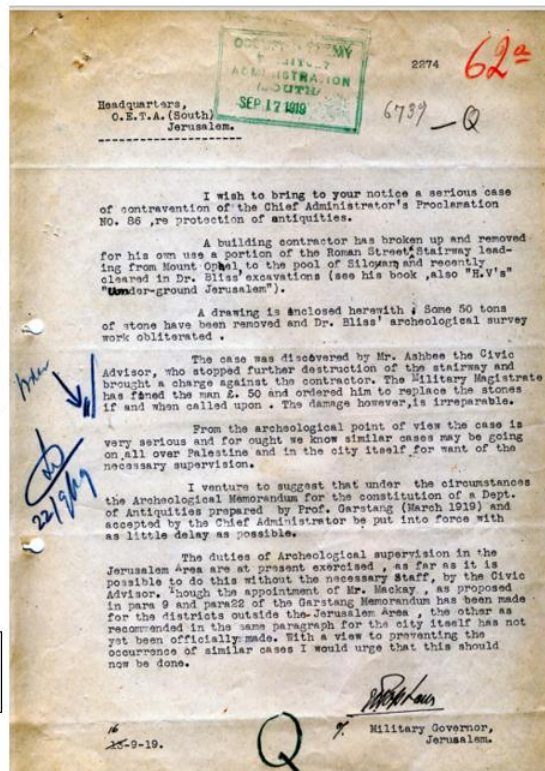 OCCUPIED ENEMY
TERRITORY
ADMINISTRATION
(SOUTH)
SEP.17 1919
2274
62a
6739 — Q
Headquarters,
O.E.T.A.(South)
Jerusalem.
I wish to bring to your notice a serious case
of contravention of the Chief Administrator's Proclamation
NO. 86 ,re protection of antiquities.
A building contractor has broken up and removed
for his own use a portion of the Roman Street Stairway lead-
ing from Mount Ophel, to the pool of Siloman and recently
cleared in Dr. Bliss' excavations (see his book ,also "H.V's"
"Under-ground Jerusalem").
A drawing is enclosed herewith . Some 50 tons
of stone have been removed and Dr. Bliss' archeological survey
work obliterated .
The case was discovered by Mr. Ashbee the Civic
Advisor, who stopped further destruction of the stairway and
brought a charge against the contractor. The Military Magistrate
has fined the man £. 50 and ordered him to replace the stones
if and when called upon . The damage however,is irreparable.
From the archeological point of view the case is
very serious and for ought we know similar cases may be going
on all over Palestine and in the city itself for want of the
necessary supervision.
I venture to suggest that under the circumstances
the Archeological Memorandum for the constitution of a Dept.
of Antiquities prepared by Prof. Garstang (March 1919) and
accepted by the Chief Administrator be put into force with
as little delay as possible.
The duties of Archeological supervision in the
Jerusalem Area are at present exercised , as far as it is
possible to do this without the necessary Staff, by the Civic
Advisor. Though the appointment of Mr. Mackay , as proposed
in para 9 and para22 of the Garstang Memorandum has been made
for the districts outside the Jerusalem Area , the other as
recommended in the same paragraph for the city itself has not
yet been officially made. With a view to preventing the
occurrence of similar cases I would urge that this should
now be done.
22/9/19
Military Governor,
Jerusalem.
16
15-9-19.
Q